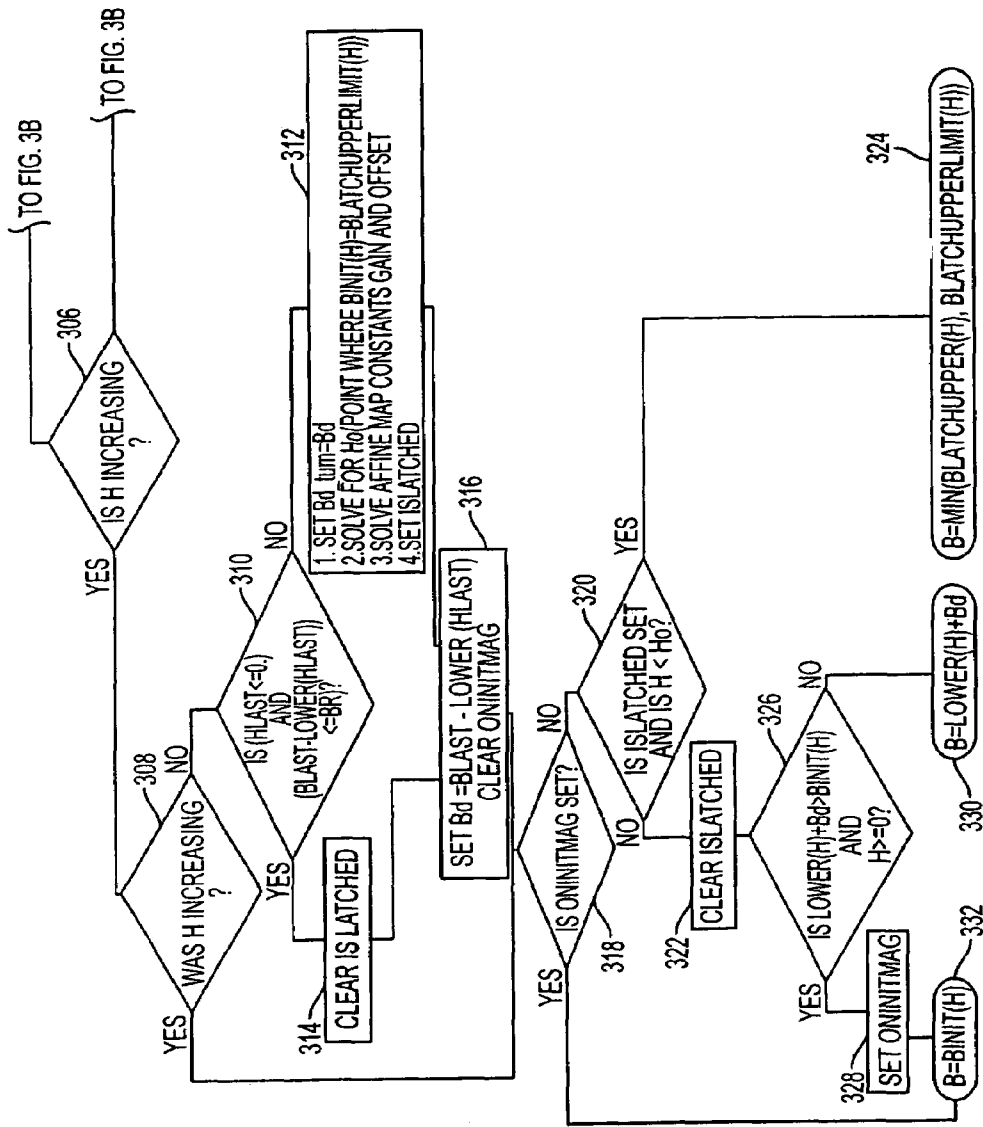 TO FIG. 3B
TO FIG. 3B
306
IS H INCREASING
?
YES
308
WAS H INCREASING
?
YES
NO
310
IS (HLAST<=0.)
AND
(BLAST-LOWER(HLAST))
<=BR)?
YES
NO
312
1. SET Bd_turn=Bd
2.SOLVE FOR Ho(POINT WHERE BINIT(H)=BLATCHUPPERLIMIT(H))
3.SOLVE AFFINE MAP CONSTANTS GAIN AND OFFSET
4.SET ISLATCHED
314
CLEAR IS LATCHED
316
SET Bd =BLAST - LOWER (HLAST)
CLEAR ONINITMAG
IS ONINITMAG SET?
318
YES
NO
320
IS ISLATCHED SET
AND IS H < Ho?
YES
NO
322
CLEAR ISLATCHED
326
IS LOWER(H)+Bd>BINIT(H)
AND
H>=0?
YES
NO
328
SET ONINITMAG
332
B=BINIT(H)
330
B=LOWER(H)+Bd
324
B=MIN(BLATCHUPPER(H), BLATCHUPPERLIMIT(H))